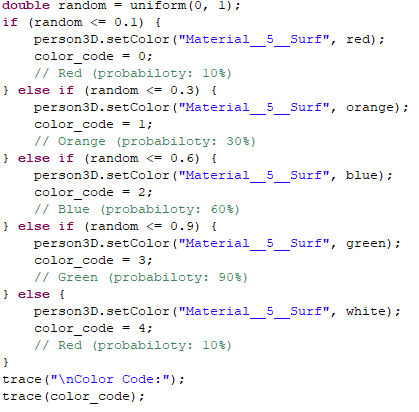 double random = uniform(0, 1);
if (random <= 0.1) {
    person3D.setColor("Material__5__Surf", red);
    color_code = 0;
    // Red (probabiloty: 10%)
} else if (random <= 0.3) {
    person3D.setColor("Material__5__Surf", orange);
    color_code = 1;
    // Orange (probabiloty: 30%)
} else if (random <= 0.6) {
    person3D.setColor("Material__5__Surf", blue);
    color_code = 2;
    // Blue (probabiloty: 60%)
} else if (random <= 0.9) {
    person3D.setColor("Material__5__Surf", green);
    color_code = 3;
    // Green (probabiloty: 90%)
} else {
    person3D.setColor("Material__5__Surf", white);
    color_code = 4;
    // Red (probabiloty: 10%)
}
trace("\nColor Code:");
trace(color_code);